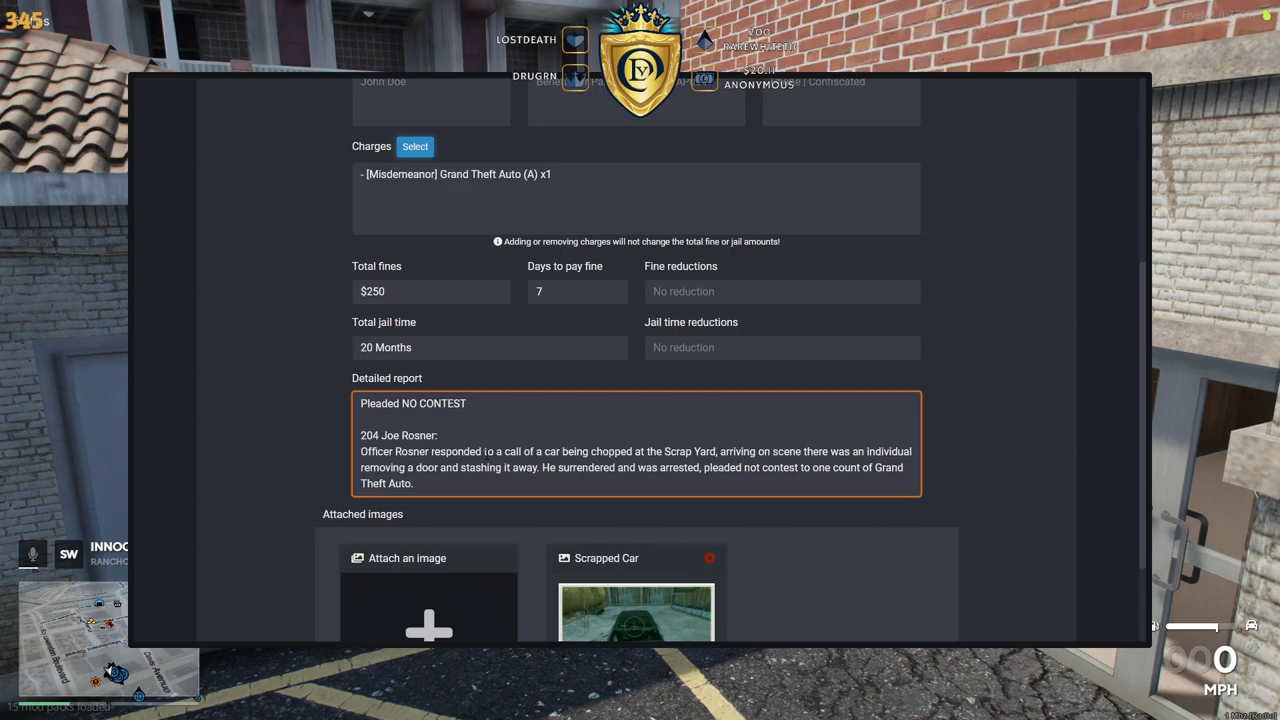 345
LOSTDEATH
DRUGRN
ANONYMOUS
John Doe
Charges Select
- [Misdemeanor] Grand Theft Auto (A) x1
Adding or removing charges will not change the total fine or jail amounts!
Total fines Days to pay fine Fine reductions
$250 7 No reduction
Total jail time Jail time reductions
20 Months No reduction
Detailed report
Pleaded NO CONTEST
204 Joe Rosner:
Officer Rosner responded to a call of a car being chopped at the Scrap Yard, arriving on scene there was an individual
removing a door and stashing it away. He surrendered and was arrested, pleaded not contest to one count of Grand
Theft Auto.
Attached images
Attach an image Scrapped Car
SW
RANCHO
0
MPH
15 mod packs loaded